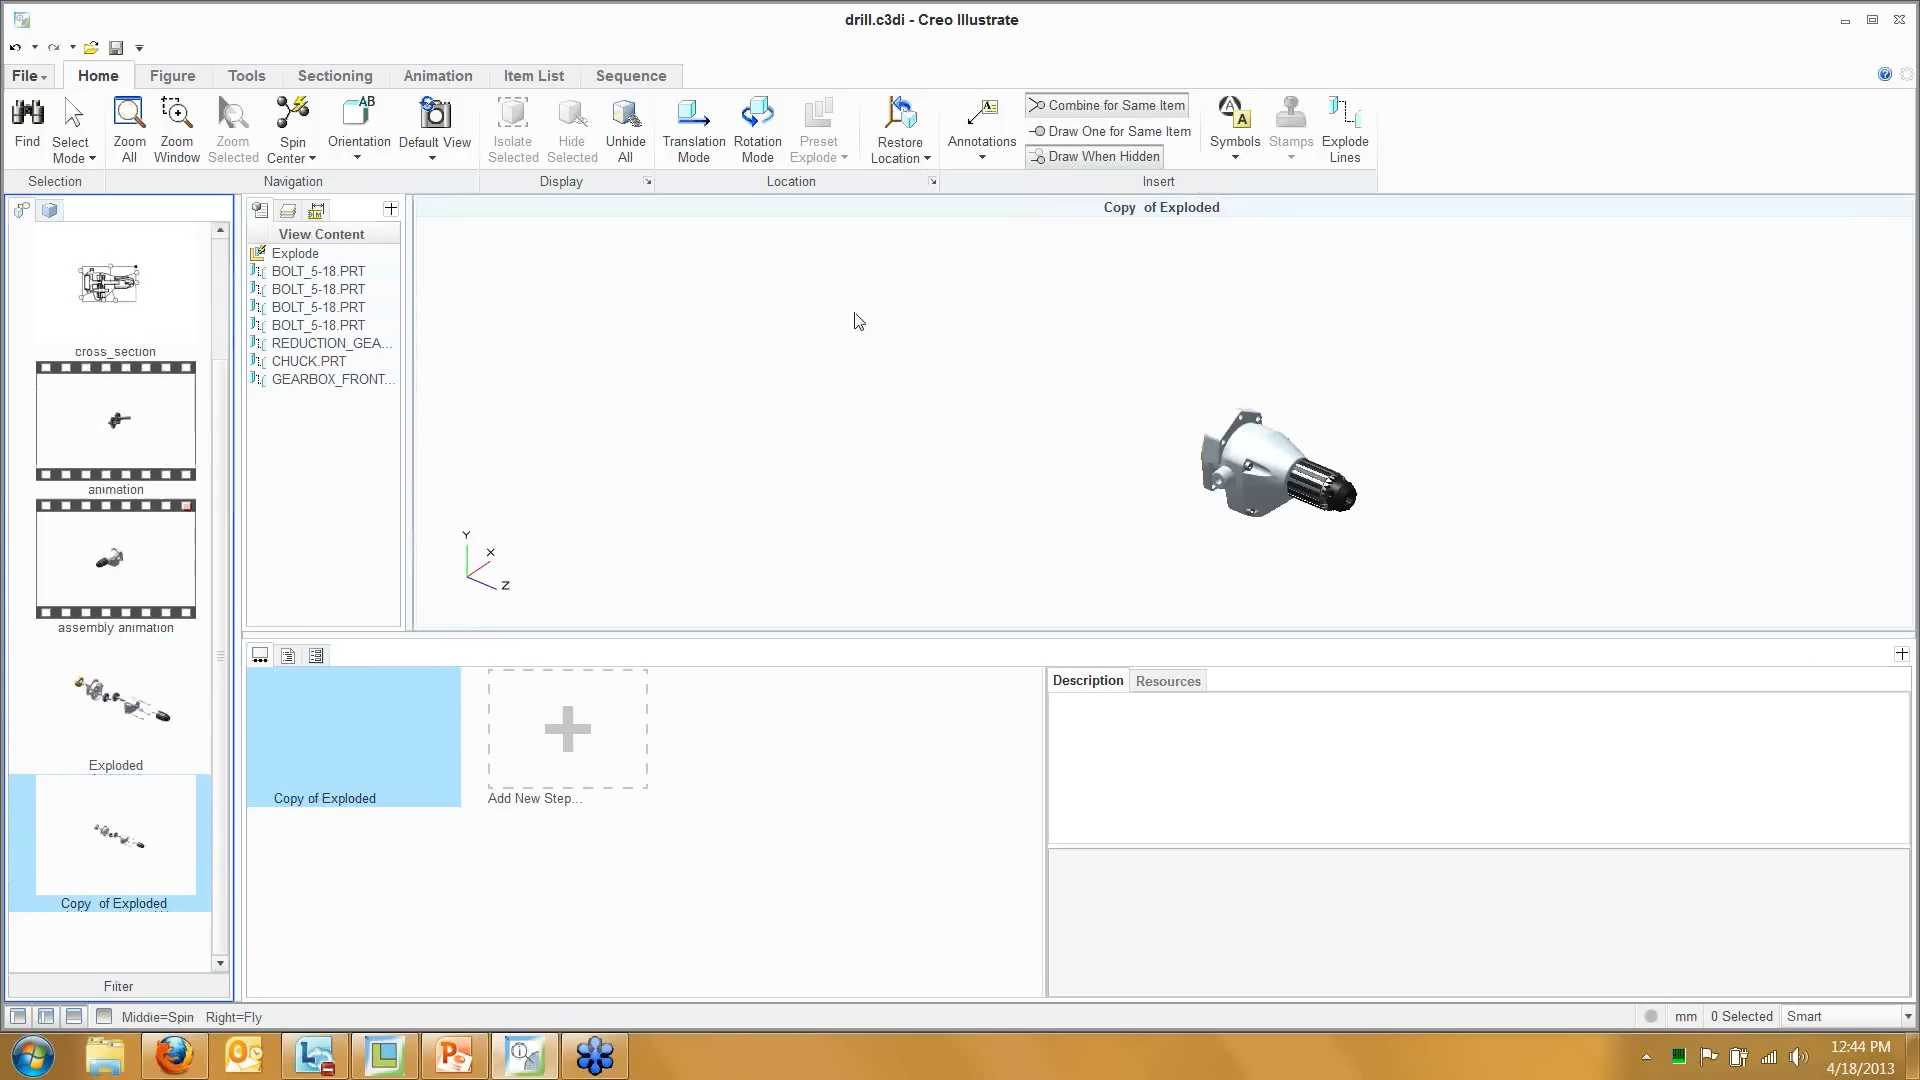 drill.c3di - Creo Illustrate
File
Home
Figure
Tools
Sectioning
Animation
Item List
Sequence
Find
Select Mode
Zoom All
Zoom Window
Zoom Selected
Spin Center
AB
Orientation
Default View
Isolate Selected
Hide Selected
Unhide All
Translation Mode
Rotation Mode
Preset Explode
Restore Location
Annotations
Combine for Same Item
Draw One for Same Item
Draw When Hidden
Symbols
Stamps
Explode Lines
Selection
Navigation
Display
Location
Insert
View Content
Explode
BOLT_5-18.PRT
BOLT_5-18.PRT
BOLT_5-18.PRT
BOLT_5-18.PRT
REDUCTION_GEA...
CHUCK.PRT
GEARBOX_FRONT...
Copy of Exploded
Y
X
Z
cross_section
animation
assembly animation
Exploded
Copy of Exploded
Filter
Copy of Exploded
Add New Step...
Description
Resources
Middle=Spin Right=Fly
mm
0 Selected
Smart
12:44 PM
4/18/2013